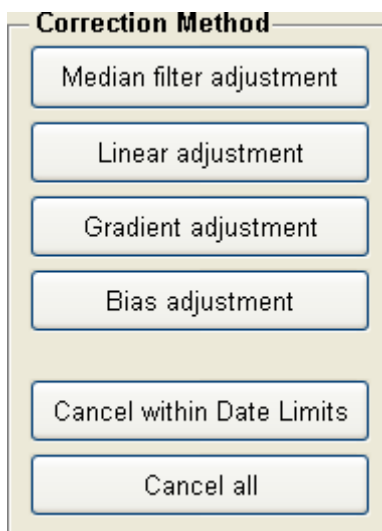 Correction Method
Median filter adjustment
Linear adjustment
Gradient adjustment
Bias adjustment
Cancel within Date Limits
Cancel all